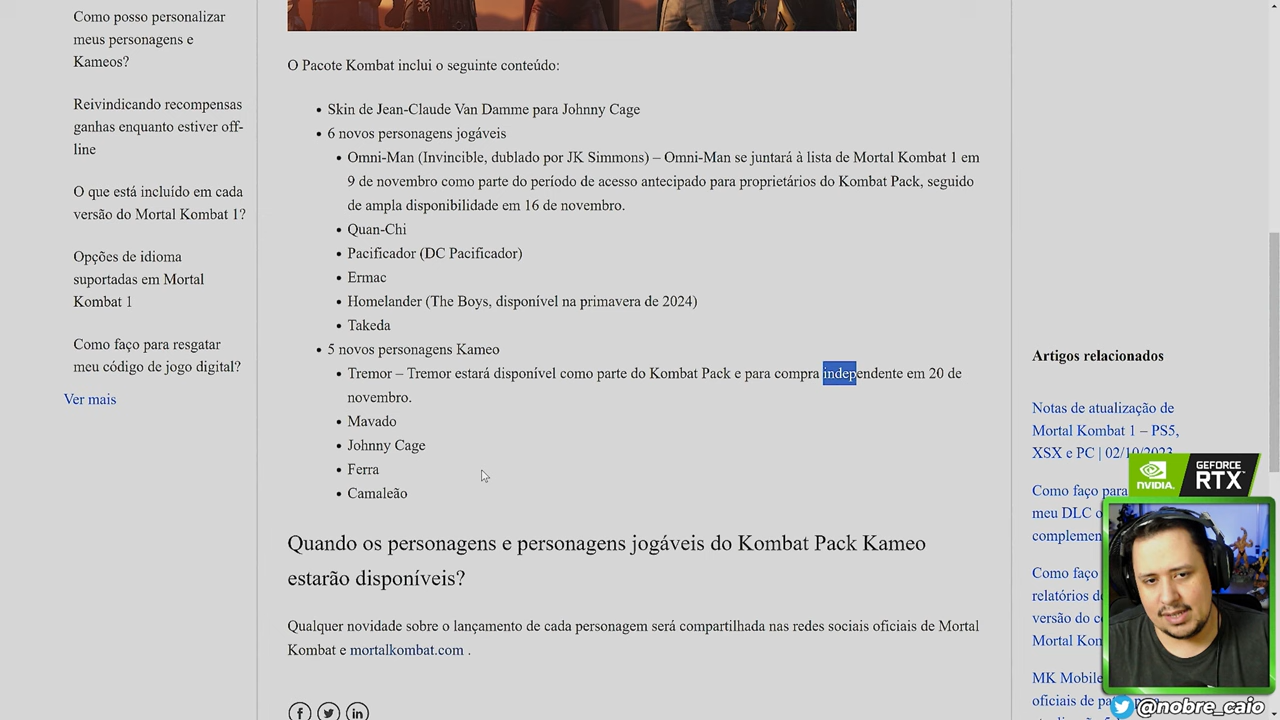 Como posso personalizar
meus personagens e
Kameos?
Reivindicando recompensas
ganhas enquanto estiver off-
line
O que está incluído em cada
versão do Mortal Kombat 1?
Opções de idioma
suportadas em Mortal
Kombat 1
Como faço para resgatar
meu código de jogo digital?
Ver mais
O Pacote Kombat inclui o seguinte conteúdo:
• Skin de Jean-Claude Van Damme para Johnny Cage
• 6 novos personagens jogáveis
• Omni-Man (Invincible, dublado por JK Simmons) – Omni-Man se juntará à lista de Mortal Kombat 1 em
9 de novembro como parte do período de acesso antecipado para proprietários do Kombat Pack, seguido
de ampla disponibilidade em 16 de novembro.
• Quan-Chi
• Pacificador (DC Pacificador)
• Ermac
• Homelander (The Boys, disponível na primavera de 2024)
• Takeda
• 5 novos personagens Kameo
• Tremor – Tremor estará disponível como parte do Kombat Pack e para compra independente em 20 de
novembro.
• Mavado
• Johnny Cage
• Ferra
• Camaleão
Quando os personagens e personagens jogáveis do Kombat Pack Kameo
estarão disponíveis?
Qualquer novidade sobre o lançamento de cada personagem será compartilhada nas redes sociais oficiais de Mortal
Kombat e mortalkombat.com .
Artigos relacionados
Notas de atualização de
Mortal Kombat 1 – PS5,
XSX e PC | 02/10/2023
Como faço para
meu DLC
complemen
Como faço
relatórios
versão do
Mortal Kom
MK Mobile
oficiais de
NVIDIA.
GEFORCE
RTX
@nobre_caio